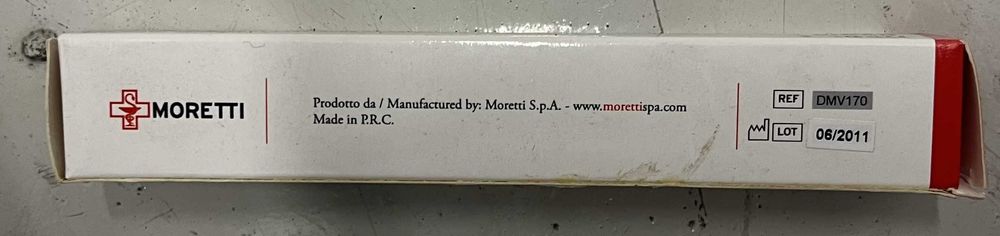 MORETTI
Prodotto da / Manufactured by: Moretti S.p.A. - www.morettispa.com
Made in P.R.C.
REF DMV170
LOT 06/2011